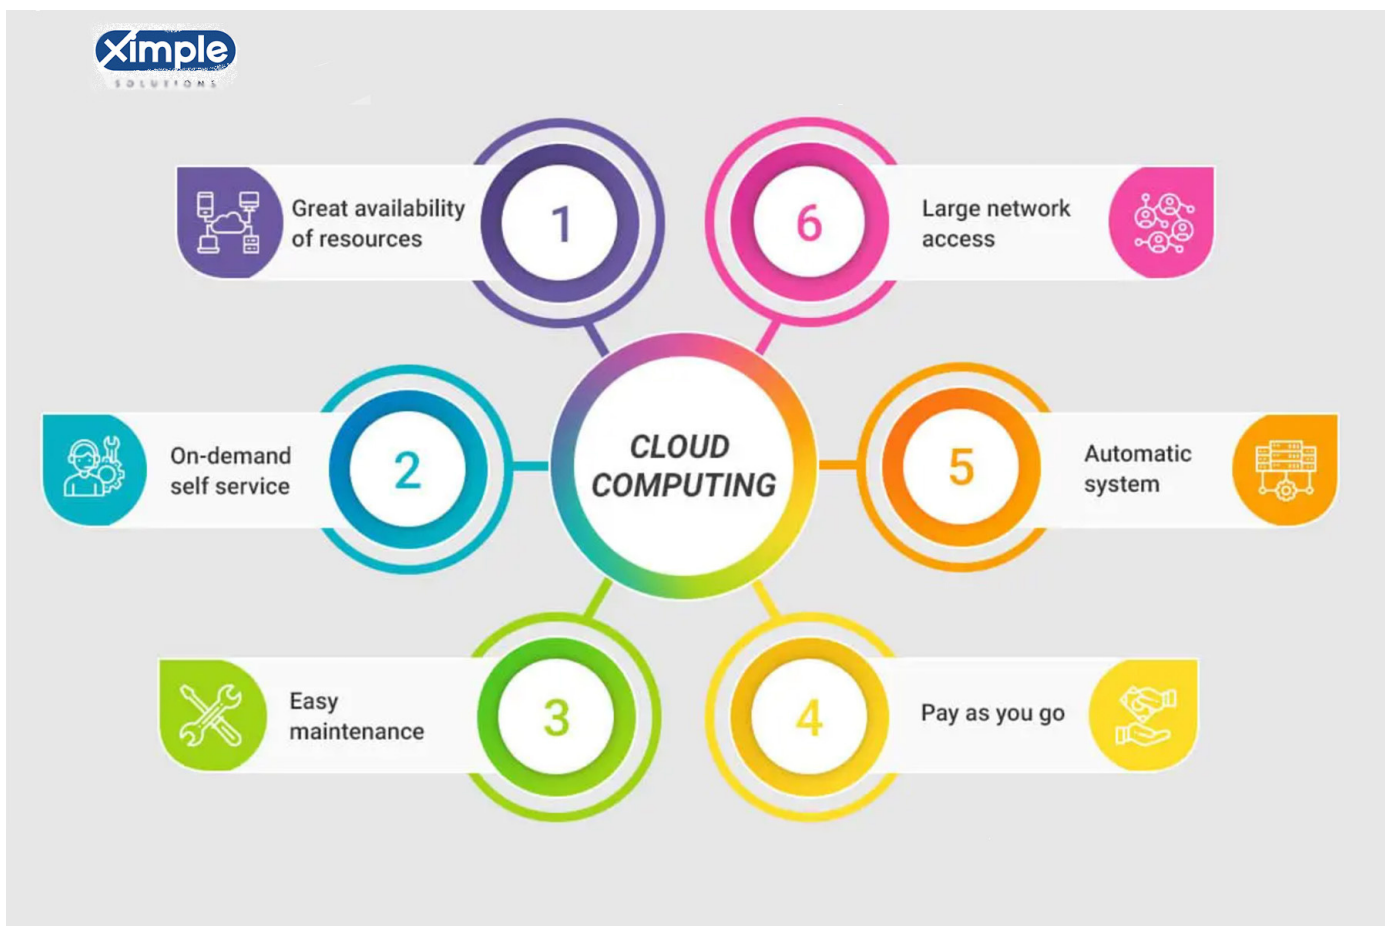 Ximple
SOLUTIONS
1
Great availability
of resources
2
On-demand
self service
3
Easy
maintenance
CLOUD
COMPUTING
6
Large network
access
5
Automatic
system
4
Pay as you go